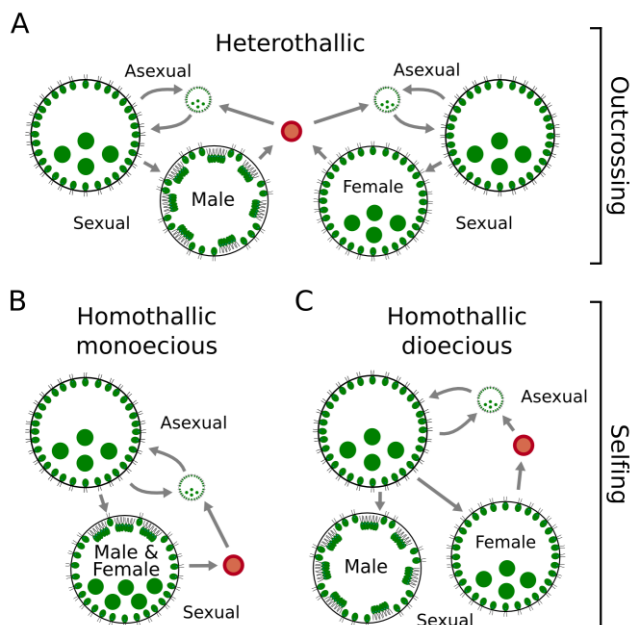 A
Heterothallic
Asexual
Asexual
Male
Female
Sexual
Sexual
Outcrossing
B
Homothallic
monoecious
Asexual
Male &
Female
Sexual
C
Homothallic
dioecious
Asexual
Male
Female
Sexual
Selfing